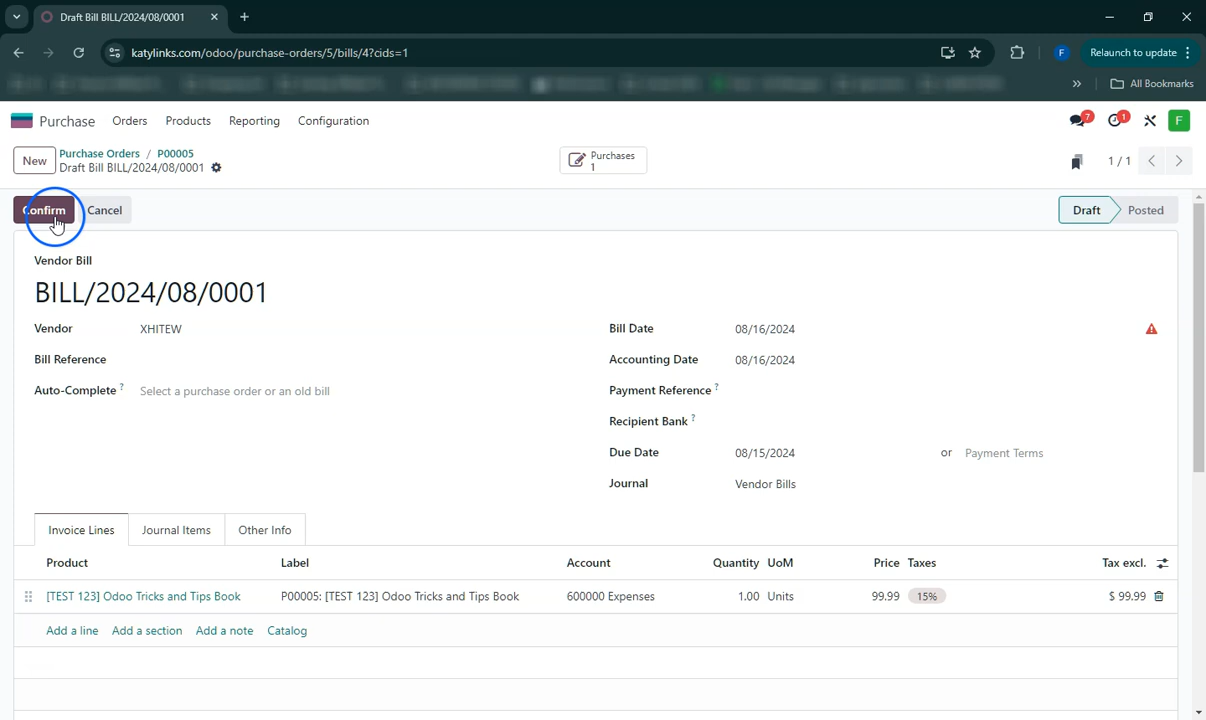 Draft Bill BILL/2024/08/0001
katylinks.com/odoo/purchase-orders/5/bills/4?cids=1
F
Relaunch to update
All Bookmarks
Purchase Orders Products Reporting Configuration
7 1 F
New
Purchase Orders / P00005
Draft Bill BILL/2024/08/0001
Purchases
1
1 / 1
Confirm Cancel
Draft Posted
Vendor Bill
BILL/2024/08/0001
Vendor XHITEW
Bill Date 08/16/2024
Bill Reference
Accounting Date 08/16/2024
Auto-Complete ? Select a purchase order or an old bill
Payment Reference ?
Recipient Bank ?
Due Date 08/15/2024 or Payment Terms
Journal Vendor Bills
Invoice Lines Journal Items Other Info
Product Label Account Quantity UoM Price Taxes Tax excl.
[TEST 123] Odoo Tricks and Tips Book P00005: [TEST 123] Odoo Tricks and Tips Book 600000 Expenses 1.00 Units 99.99 15% $ 99.99
Add a line Add a section Add a note Catalog